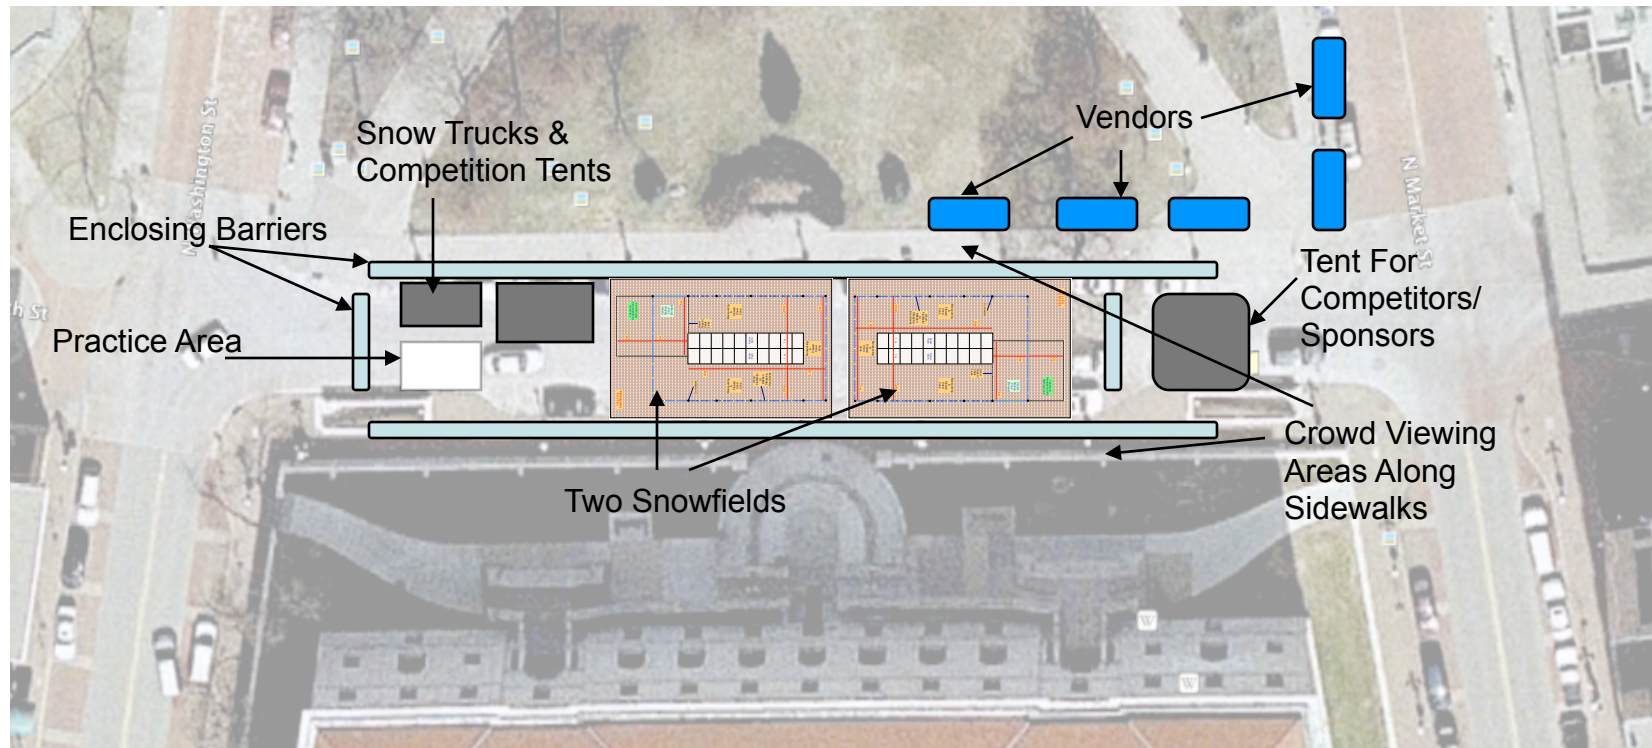 Snow Trucks &
Competition Tents
Vendors
N Washington St
N Market St
Enclosing Barriers
Tent For
Competitors/
Sponsors
Practice Area
Crowd Viewing
Areas Along
Sidewalks
Two Snowfields
W
W